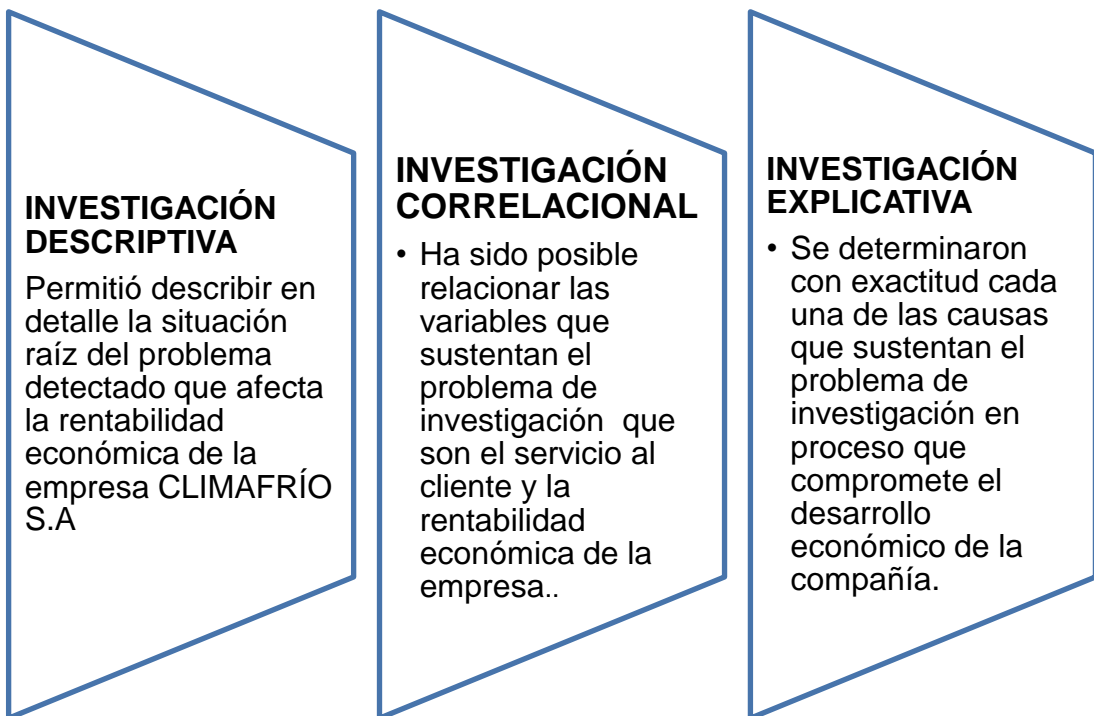 INVESTIGACIÓN
DESCRIPTIVA
Permitió describir en
detalle la situación
raíz del problema
detectado que afecta
la rentabilidad
económica de la
empresa CLIMAFRÍO
S.A
INVESTIGACIÓN
CORRELACIONAL
• Ha sido posible
relacionar las
variables que
sustentan el
problema de
investigación que
son el servicio al
cliente y la
rentabilidad
económica de la
empresa..
INVESTIGACIÓN
EXPLICATIVA
• Se determinaron
con exactitud cada
una de las causas
que sustentan el
problema de
investigación en
proceso que
compromete el
desarrollo
económico de la
compañía.